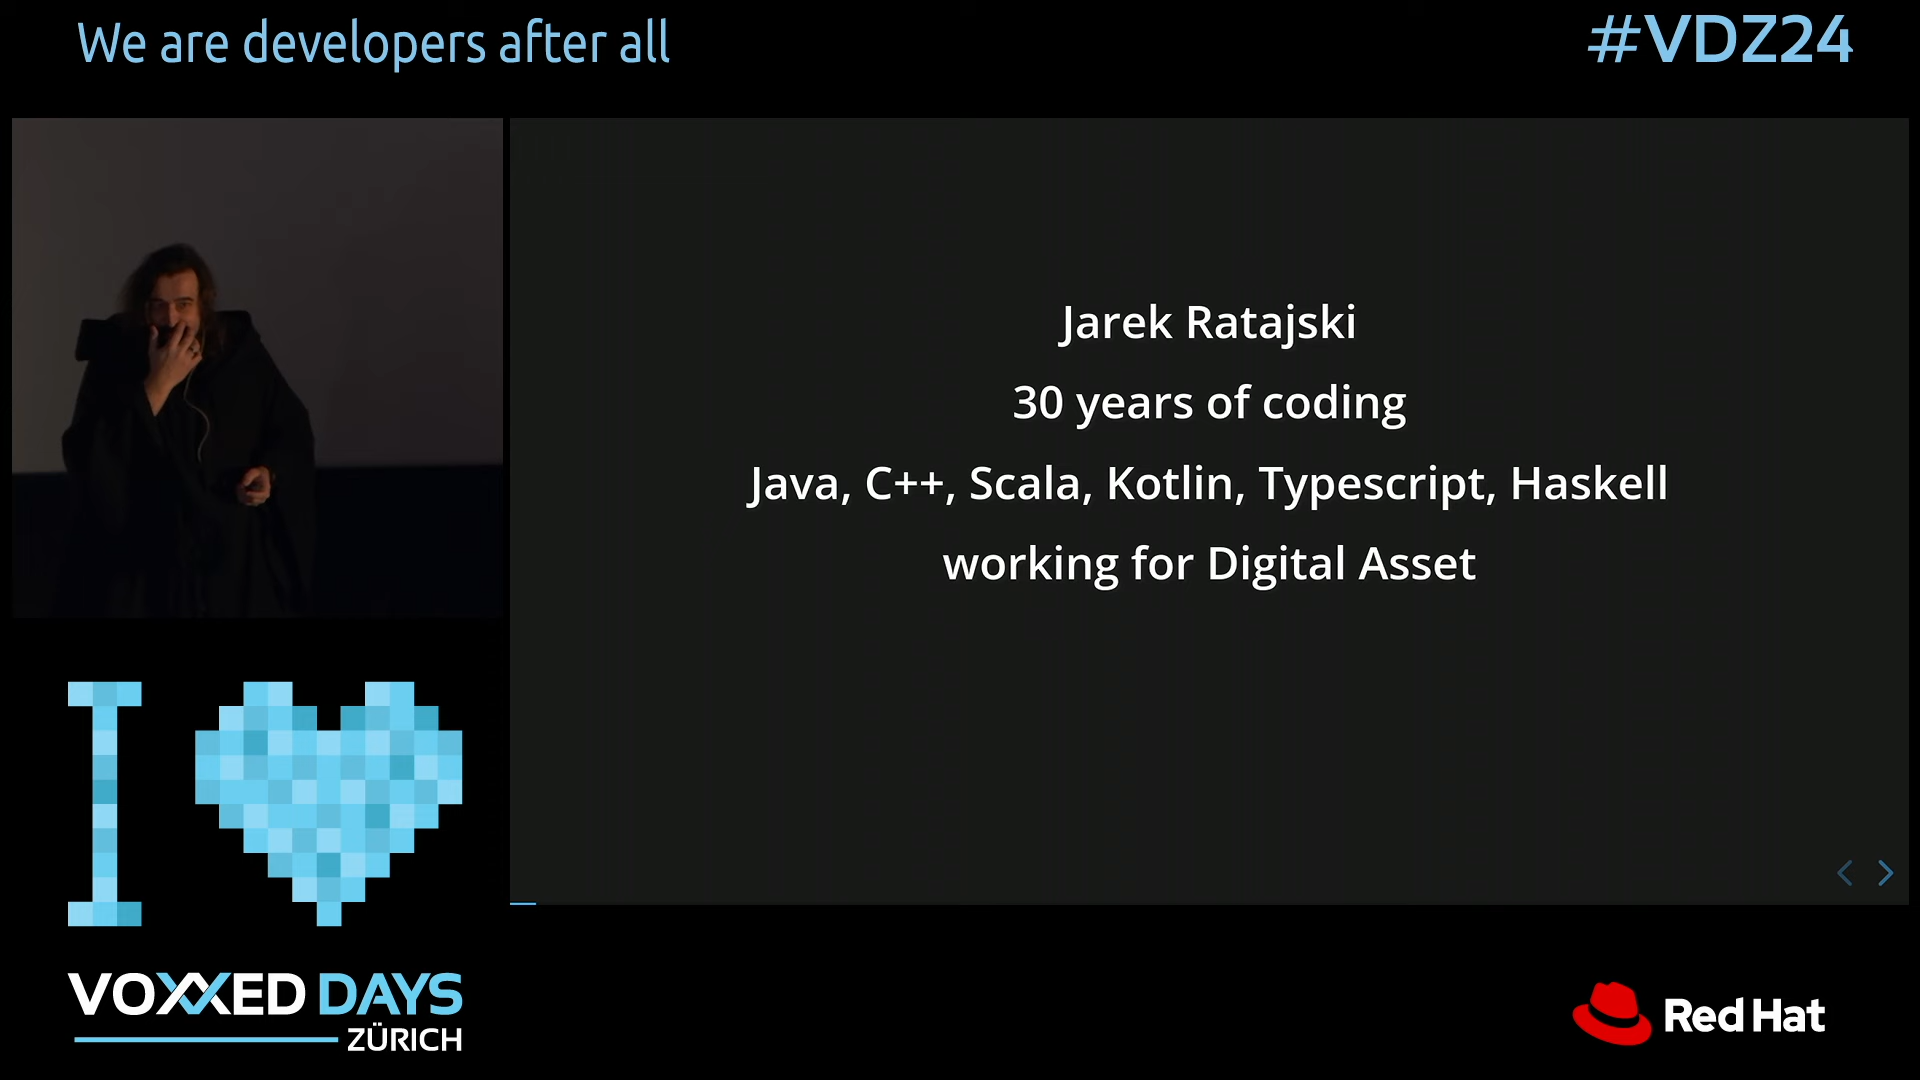 We are developers after all
#VDZ24
Jarek Ratajski
30 years of coding
Java, C++, Scala, Kotlin, Typescript, Haskell
working for Digital Asset
I
VOXXED DAYS
ZÜRICH
Red Hat